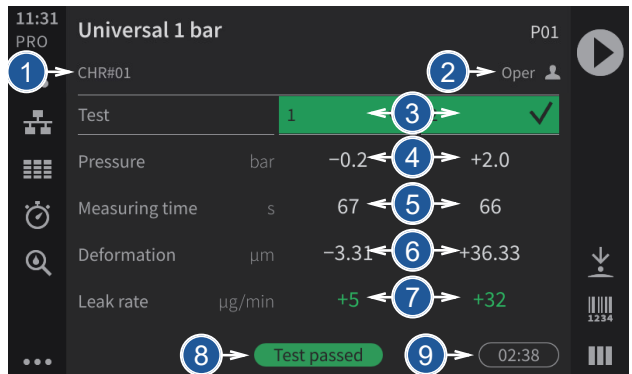 11:31
PRO
Universal 1 bar
P01
1
CHR#01
2
Oper
Test
1
3
Pressure bar −0.2 4 +2.0
Measuring time s 67 5 66
Deformation µm −3.31 6 +36.33
Leak rate µg/min +5 7 +32
1234
8
Test passed
9
02:38